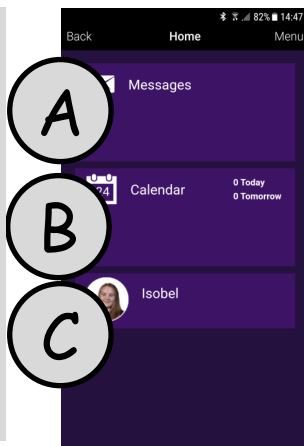 82% 14:47
Back Home Menu
A
Messages
B
24
Calendar
0 Today
0 Tomorrow
C
Isobel